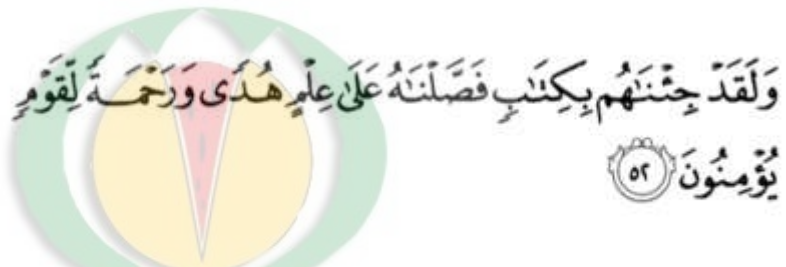 وَلَقَدْ جِئْنَٰهُم بِكِتَٰبٍ فَصَّلْنَٰهُ عَلَىٰ عِلْمٍ هُدًى وَرَحْمَةً لِّقَوْمٍ
يُؤْمِنُونَ ٥٢